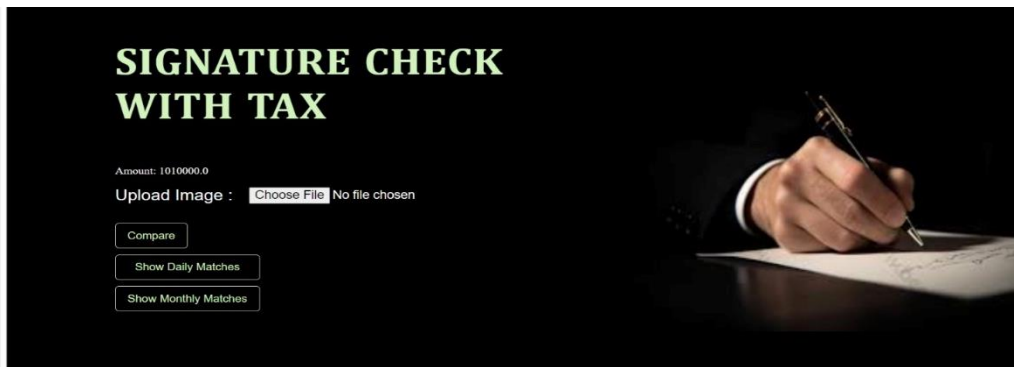 SIGNATURE CHECK
WITH TAX
Amount: 1010000.0
Upload Image : Choose File No file chosen
Compare
Show Daily Matches
Show Monthly Matches